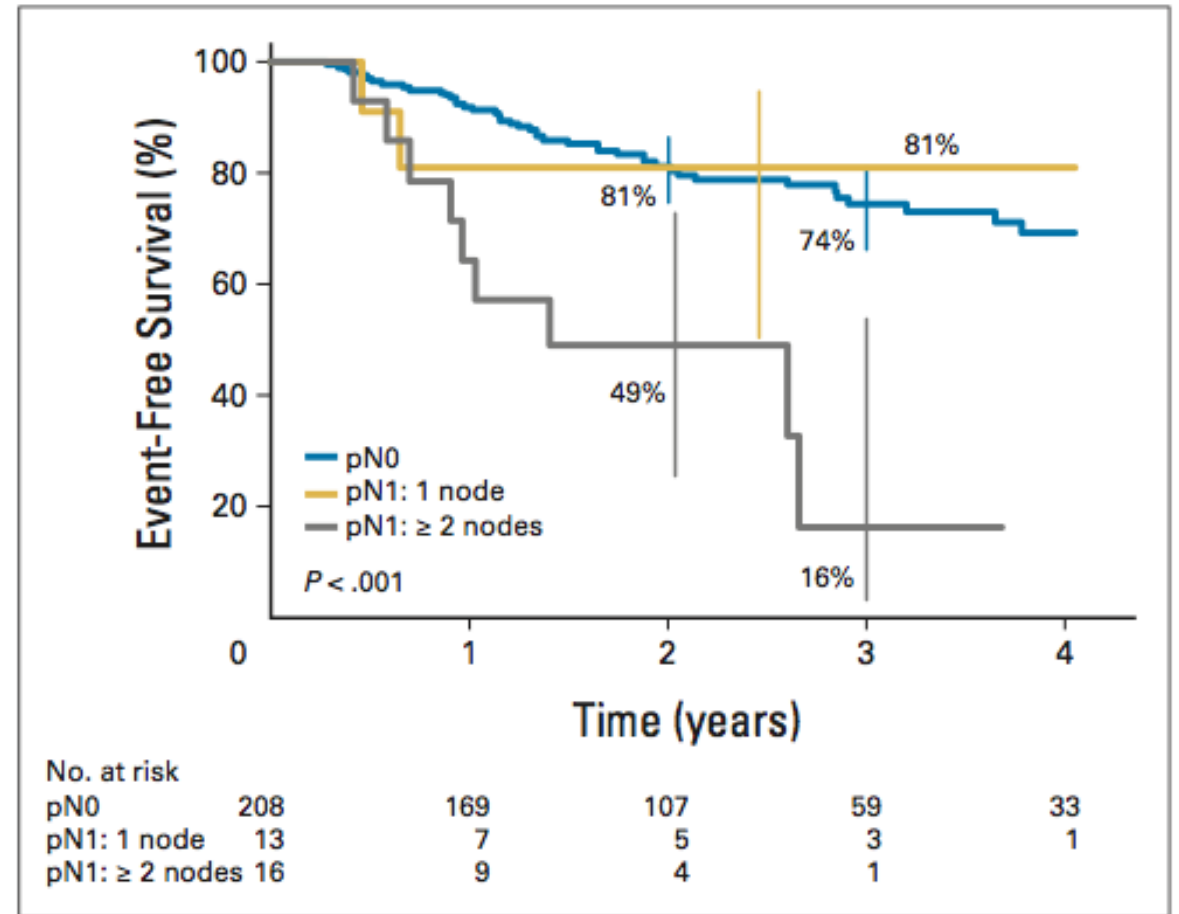 Event-Free Survival (%)
100
80
60
40
20
0
81%
81%
74%
49%
16%
pN0
pN1: 1 node
pN1: ≥ 2 nodes
P < .001
1 2 3 4
Time (years)
No. at risk
pN0 208 169 107 59 33
pN1: 1 node 13 7 5 3 1
pN1: ≥ 2 nodes 16 9 4 1